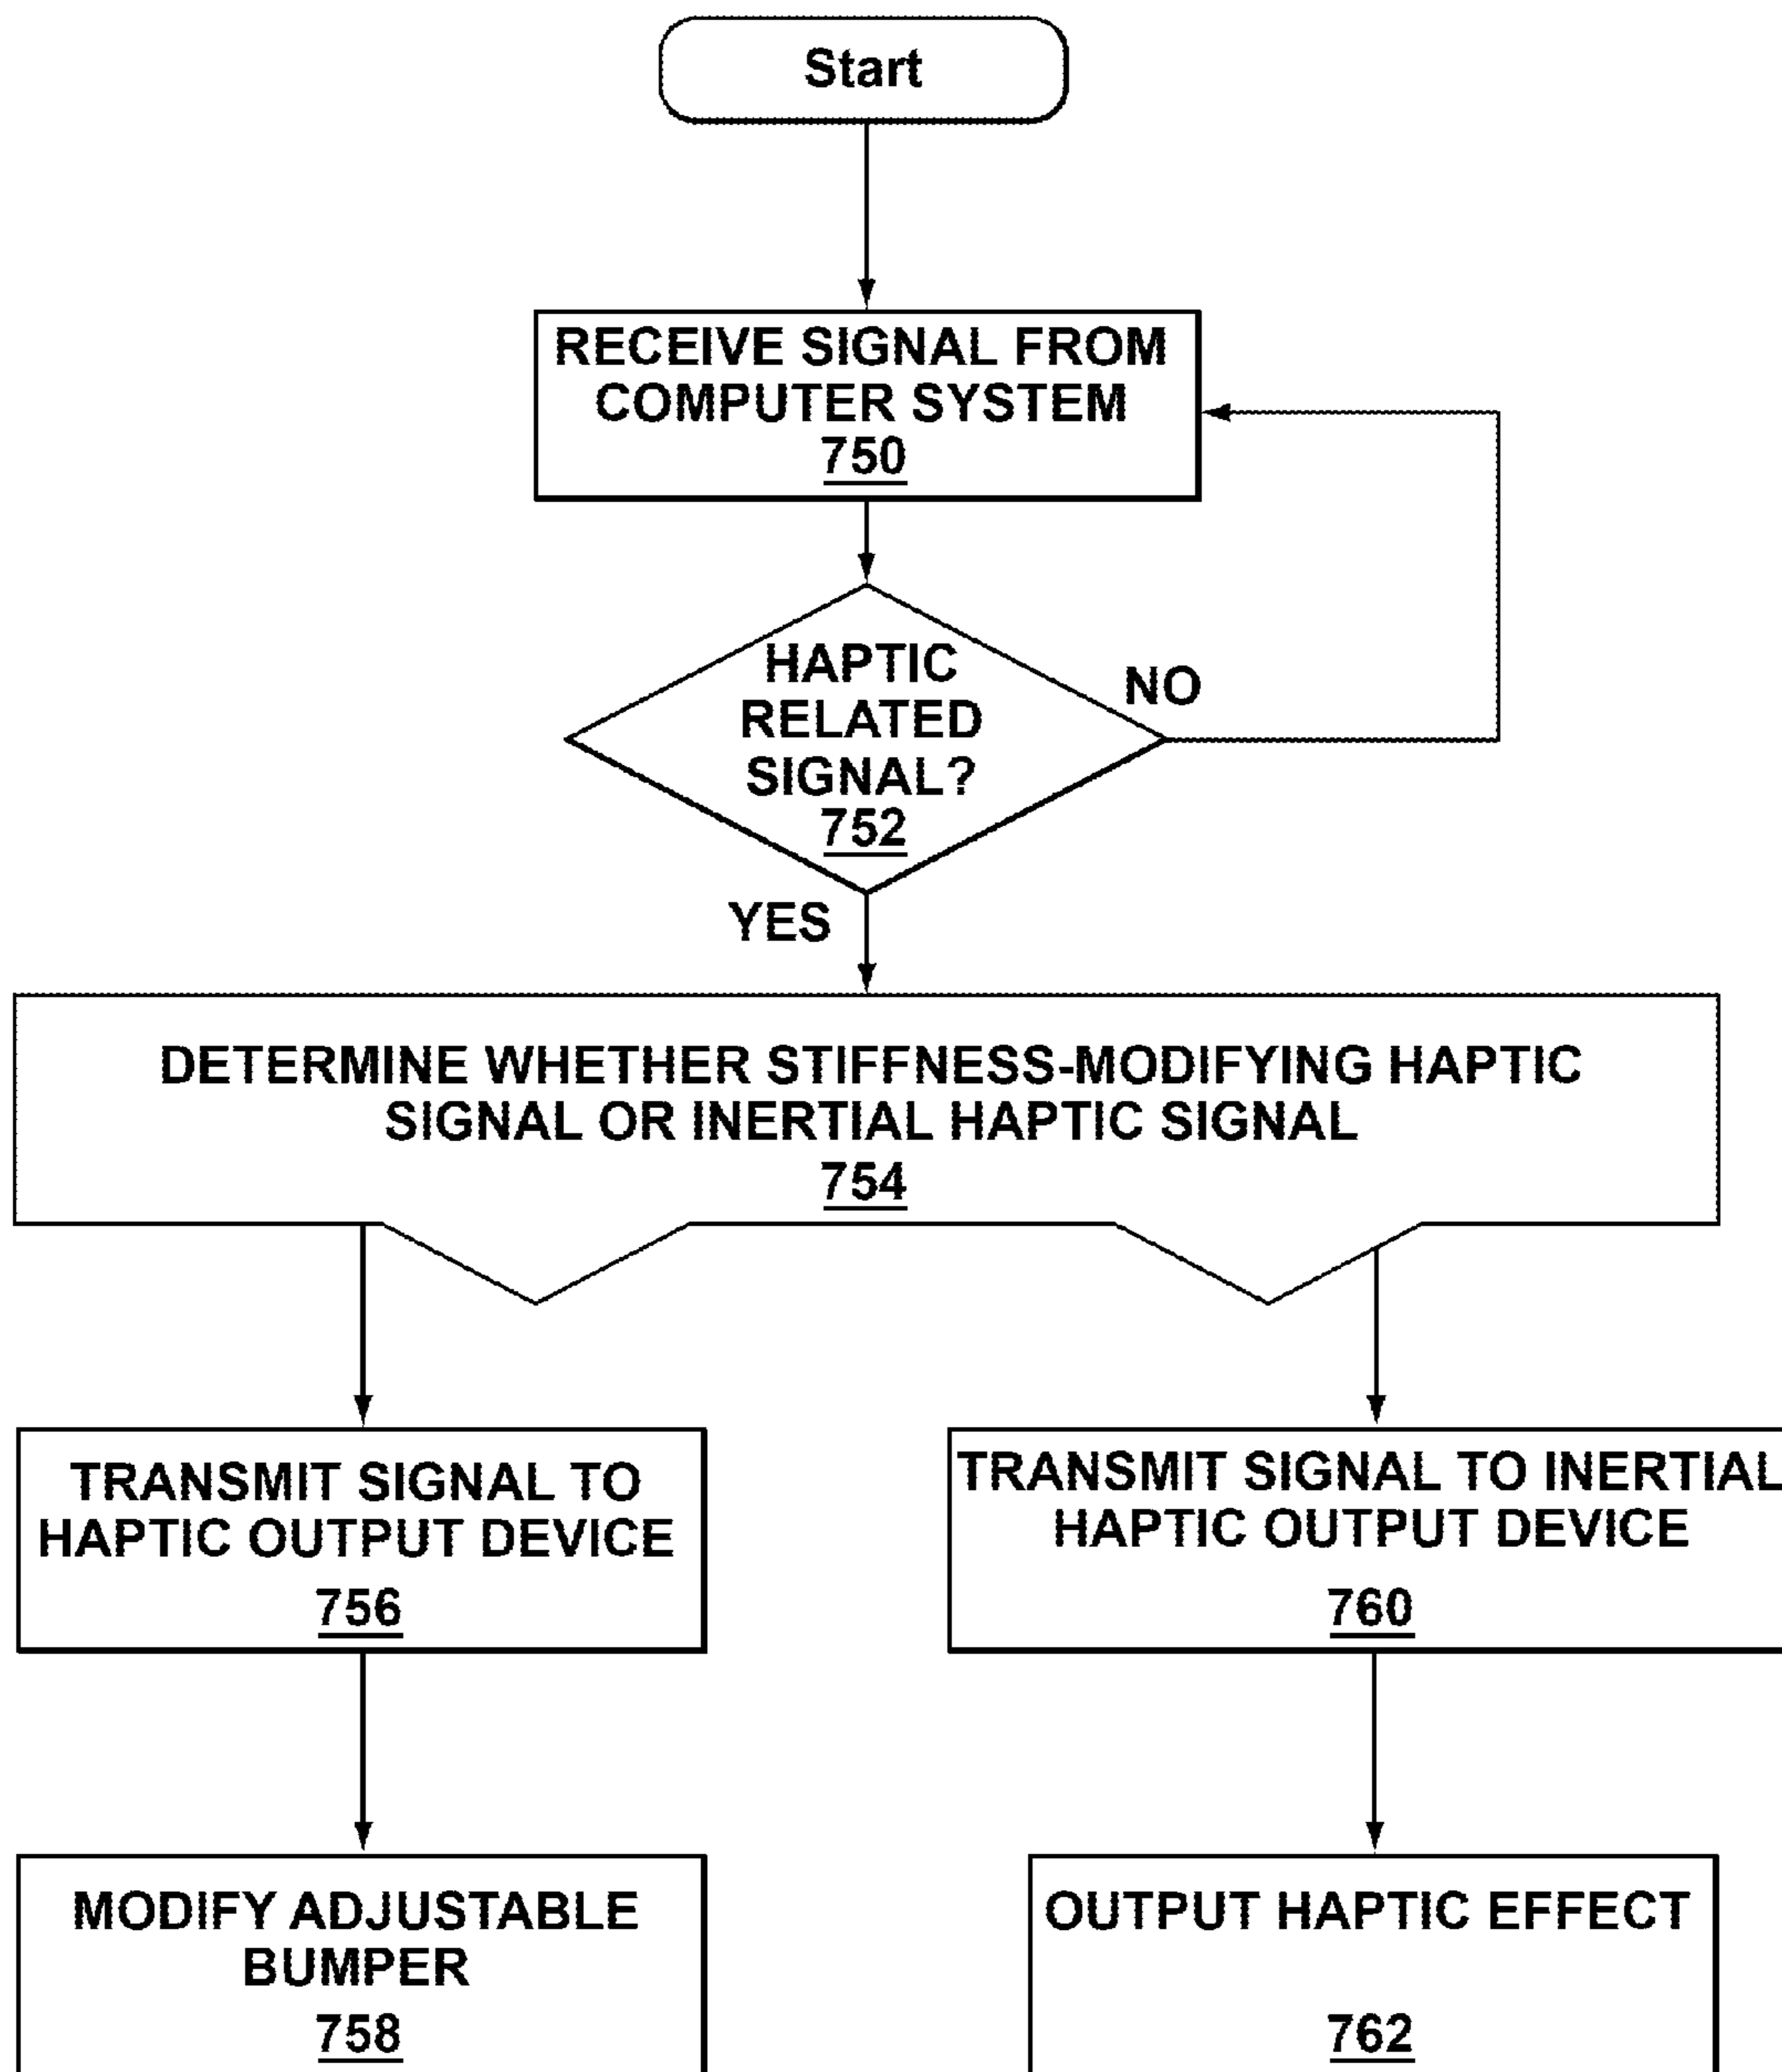 Start
RECEIVE SIGNAL FROM
COMPUTER SYSTEM
750
HAPTIC
RELATED
SIGNAL?
752
NO
YES
DETERMINE WHETHER STIFFNESS-MODIFYING HAPTIC
SIGNAL OR INERTIAL HAPTIC SIGNAL
754
TRANSMIT SIGNAL TO
HAPTIC OUTPUT DEVICE
756
TRANSMIT SIGNAL TO INERTIAL
HAPTIC OUTPUT DEVICE
760
MODIFY ADJUSTABLE
BUMPER
758
OUTPUT HAPTIC EFFECT
762